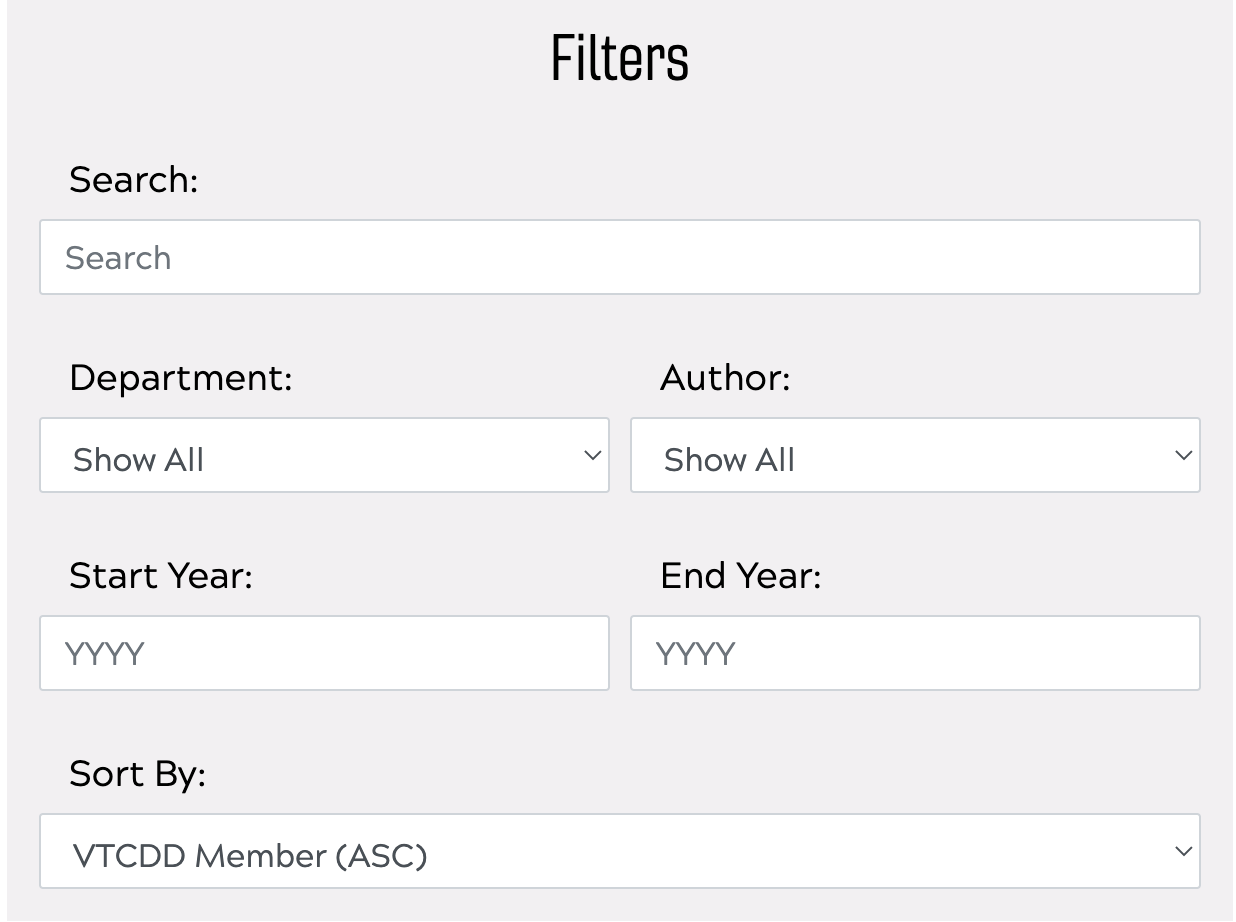 Filters
Search:
Search
Department:
Author:
Show All
Show All
Start Year:
End Year:
YYYY
YYYY
Sort By:
VTCDD Member (ASC)